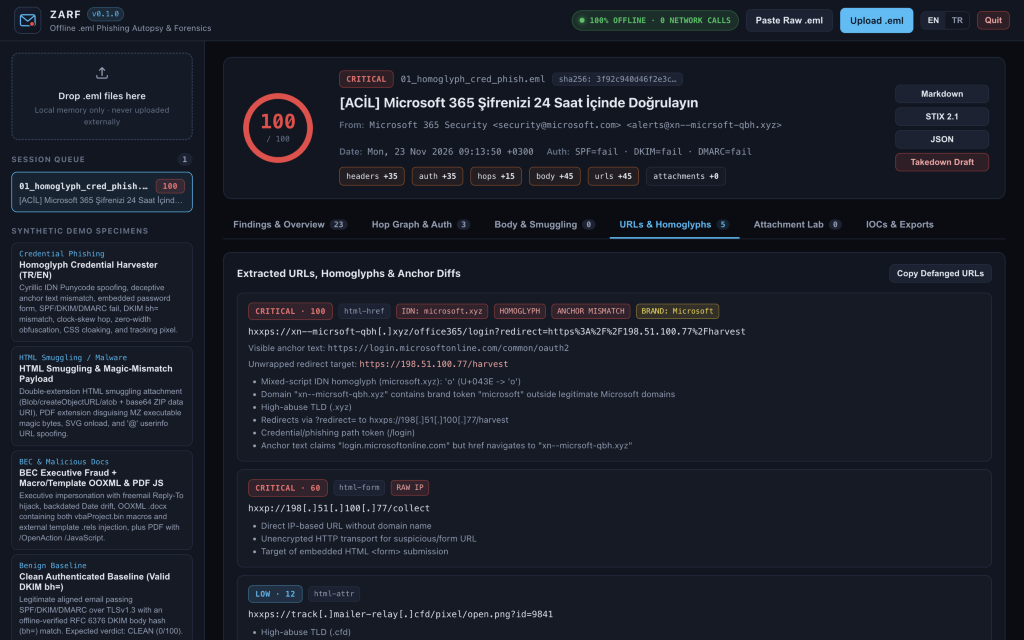 ZARF v0.1.0
Offline .eml Phishing Autopsy & Forensics
100% OFFLINE · 0 NETWORK CALLS
Paste Raw .eml
Upload .eml
EN TR
Quit
Drop .eml files here
Local memory only · never uploaded
externally
SESSION QUEUE 1
01_homoglyph_cred_phish.… 100
[ACİL] Microsoft 365 Şifrenizi 24 Saat İçind…
SYNTHETIC DEMO SPECIMENS
Credential Phishing
Homoglyph Credential Harvester
(TR/EN)
Cyrillic IDN Punycode spoofing, deceptive
anchor text mismatch, embedded password
form, SPF/DKIM/DMARC fail, DKIM bh=
mismatch, clock-skew hop, zero-width
obfuscation, CSS cloaking, and tracking pixel.
HTML Smuggling / Malware
HTML Smuggling & Magic-Mismatch
Payload
Double-extension HTML smuggling attachment
(Blob/createObjectURL/atob + base64 ZIP data
URI), PDF extension disguising MZ executable
magic bytes, SVG onload, and '@' userinfo
URL spoofing.
BEC & Malicious Docs
BEC Executive Fraud +
Macro/Template OOXML & PDF JS
Executive impersonation with freemail Reply-To
hijack, backdated Date drift, OOXML .docx
containing both vbaProject.bin macros and
external template .rels injection, plus PDF with
/OpenAction /JavaScript.
Benign Baseline
Clean Authenticated Baseline (Valid
DKIM bh=)
Legitimate aligned email passing
SPF/DKIM/DMARC over TLSv1.3 with an
offline-verified RFC 6376 DKIM body hash
(bh=) match. Expected verdict: CLEAN (0/100).
100
/ 100
CRITICAL 01_homoglyph_cred_phish.eml sha256: 3f92c940d46f2e3c…
[ACİL] Microsoft 365 Şifrenizi 24 Saat İçinde Doğrulayın
From: Microsoft 365 Security <security@microsoft.com> <alerts@xn--micrsoft-qbh.xyz>
Date: Mon, 23 Nov 2026 09:13:50 +0300 Auth: SPF=fail · DKIM=fail · DMARC=fail
headers +35 auth +35 hops +15 body +45 urls +45 attachments +0
Markdown
STIX 2.1
JSON
Takedown Draft
Findings & Overview 23 Hop Graph & Auth 3 Body & Smuggling 0 URLs & Homoglyphs 5 Attachment Lab 0 IOCs & Exports
Extracted URLs, Homoglyphs & Anchor Diffs
Copy Defanged URLs
CRITICAL · 100 html-href IDN: microsoft.xyz HOMOGLYPH ANCHOR MISMATCH BRAND: Microsoft
hxxps://xn--micrsoft-qbh[.]xyz/office365/login?redirect=https%3A%2F%2F198.51.100.77%2Fharvest
Visible anchor text: https://login.microsoftonline.com/common/oauth2
Unwrapped redirect target: https://198.51.100.77/harvest
• Mixed-script IDN homoglyph (microsoft.xyz): 'o' (U+043E -> 'o')
• Domain "xn--micrsoft-qbh.xyz" contains brand token "microsoft" outside legitimate Microsoft domains
• High-abuse TLD (.xyz)
• Redirects via ?redirect= to hxxps://198[.]51[.]100[.]77/harvest
• Credential/phishing path token (/login)
• Anchor text claims "login.microsoftonline.com" but href navigates to "xn--micrsoft-qbh.xyz"
CRITICAL · 60 html-form RAW IP
hxxp://198[.]51[.]100[.]77/collect
• Direct IP-based URL without domain name
• Unencrypted HTTP transport for suspicious/form URL
• Target of embedded HTML <form> submission
LOW · 12 html-attr
hxxps://track[.]mailer-relay[.]cfd/pixel/open.png?id=9841
• High-abuse TLD (.cfd)